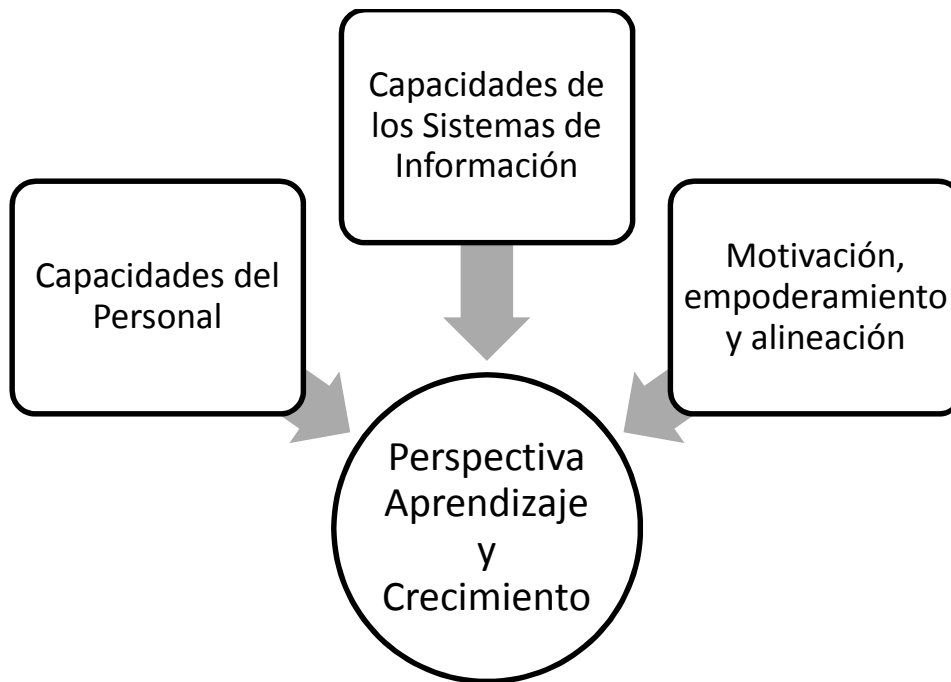 Capacidades de
los Sistemas de
Información
Capacidades del
Personal
Motivación,
empoderamiento
y alineación
Perspectiva
Aprendizaje
y
Crecimiento